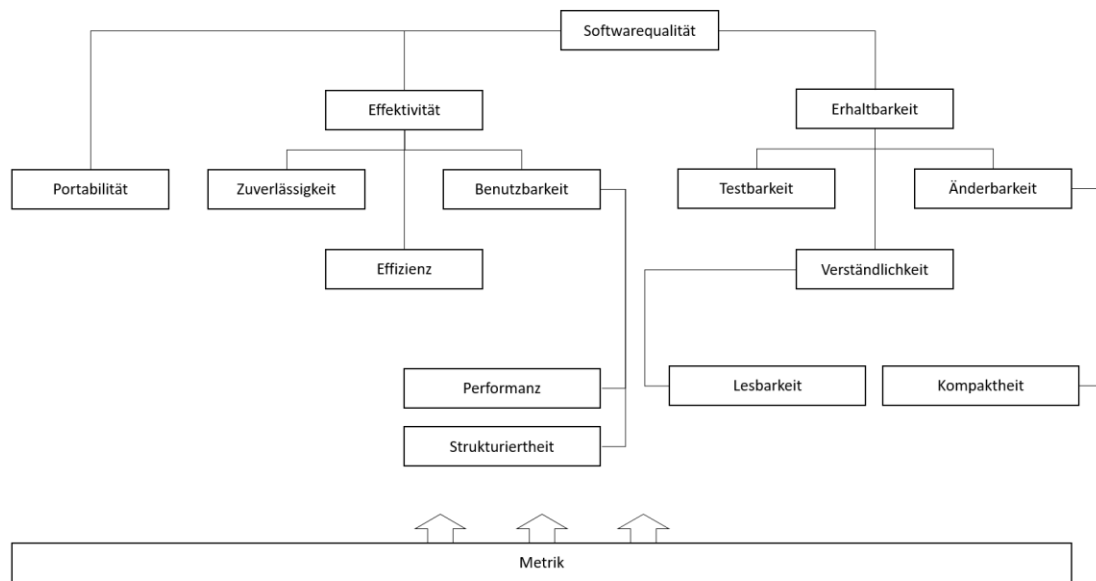 Softwarequalität
Effektivität
Erhaltbarkeit
Portabilität
Zuverlässigkeit
Benutzbarkeit
Testbarkeit
Änderbarkeit
Effizienz
Verständlichkeit
Performanz
Lesbarkeit
Kompaktheit
Strukturiertheit
Metrik